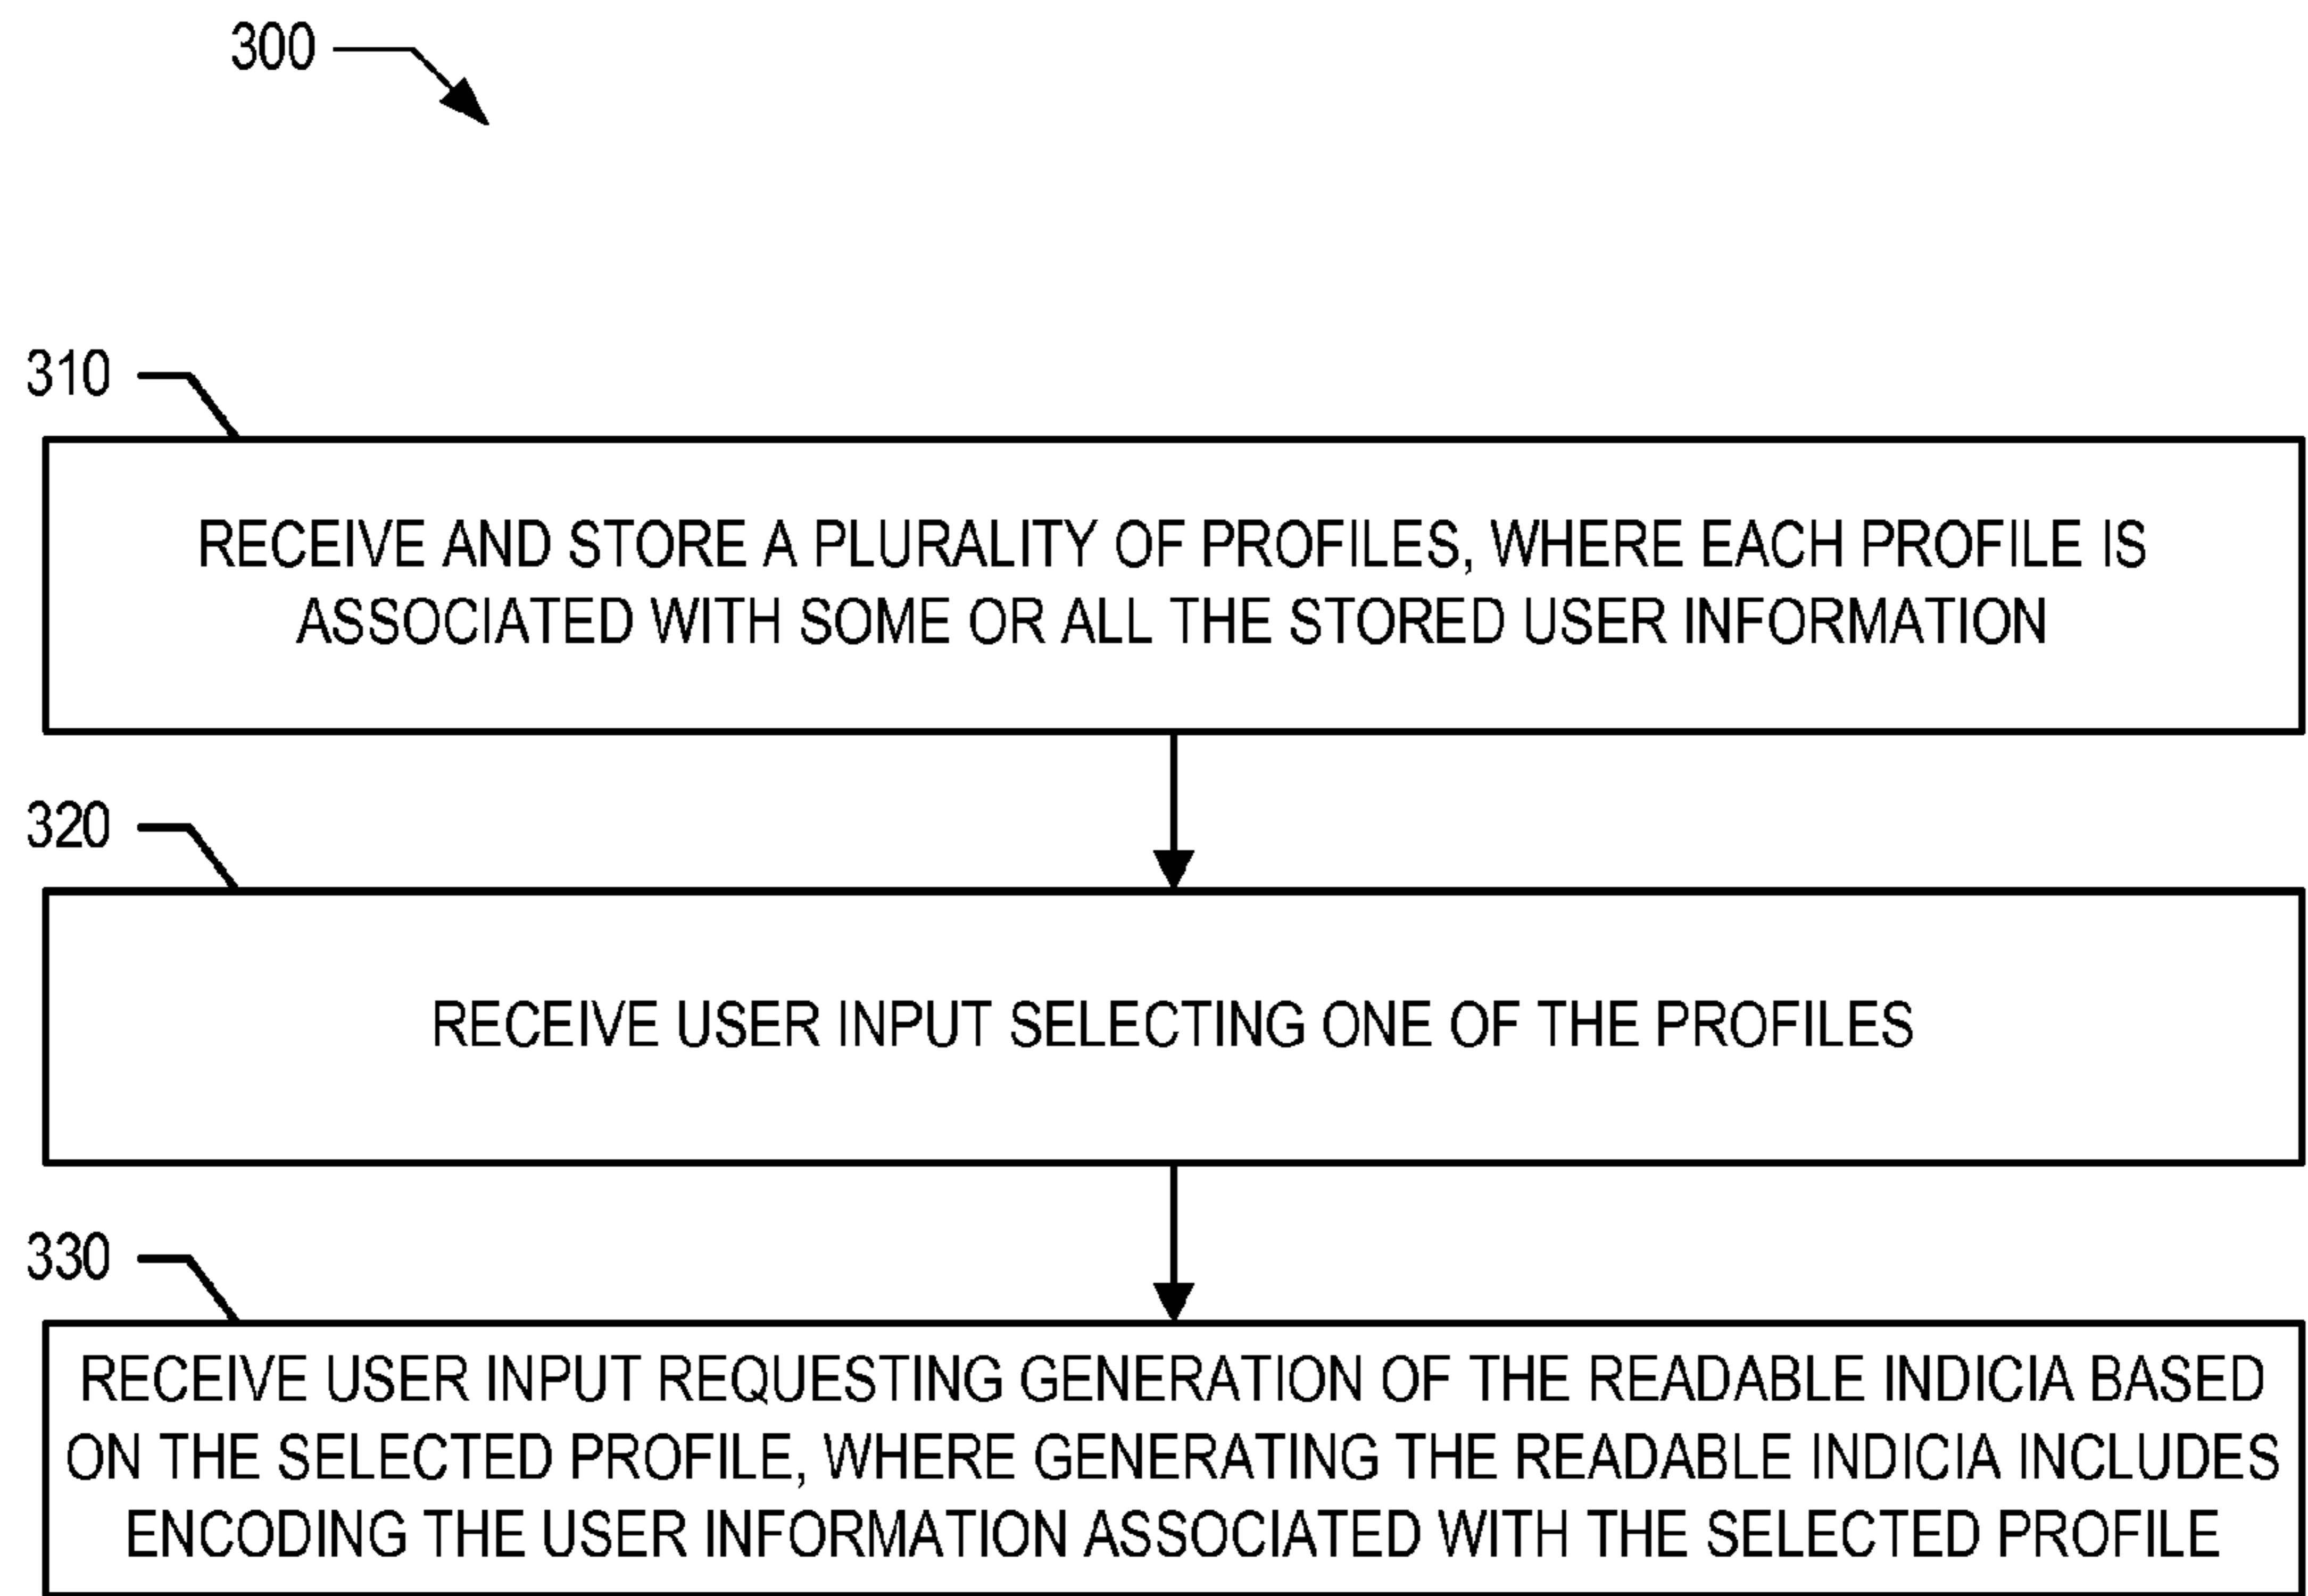 300
310
RECEIVE AND STORE A PLURALITY OF PROFILES, WHERE EACH PROFILE IS
ASSOCIATED WITH SOME OR ALL THE STORED USER INFORMATION
320
RECEIVE USER INPUT SELECTING ONE OF THE PROFILES
330
RECEIVE USER INPUT REQUESTING GENERATION OF THE READABLE INDICIA BASED
ON THE SELECTED PROFILE, WHERE GENERATING THE READABLE INDICIA INCLUDES
ENCODING THE USER INFORMATION ASSOCIATED WITH THE SELECTED PROFILE